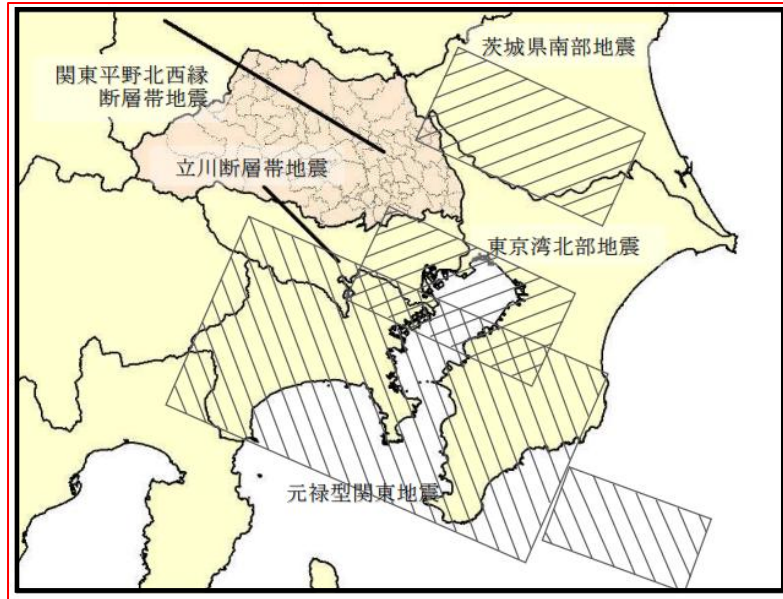 茨城県南部地震
関東平野北西縁
断層帯地震
立川断層帯地震
東京湾北部地震
元禄型関東地震